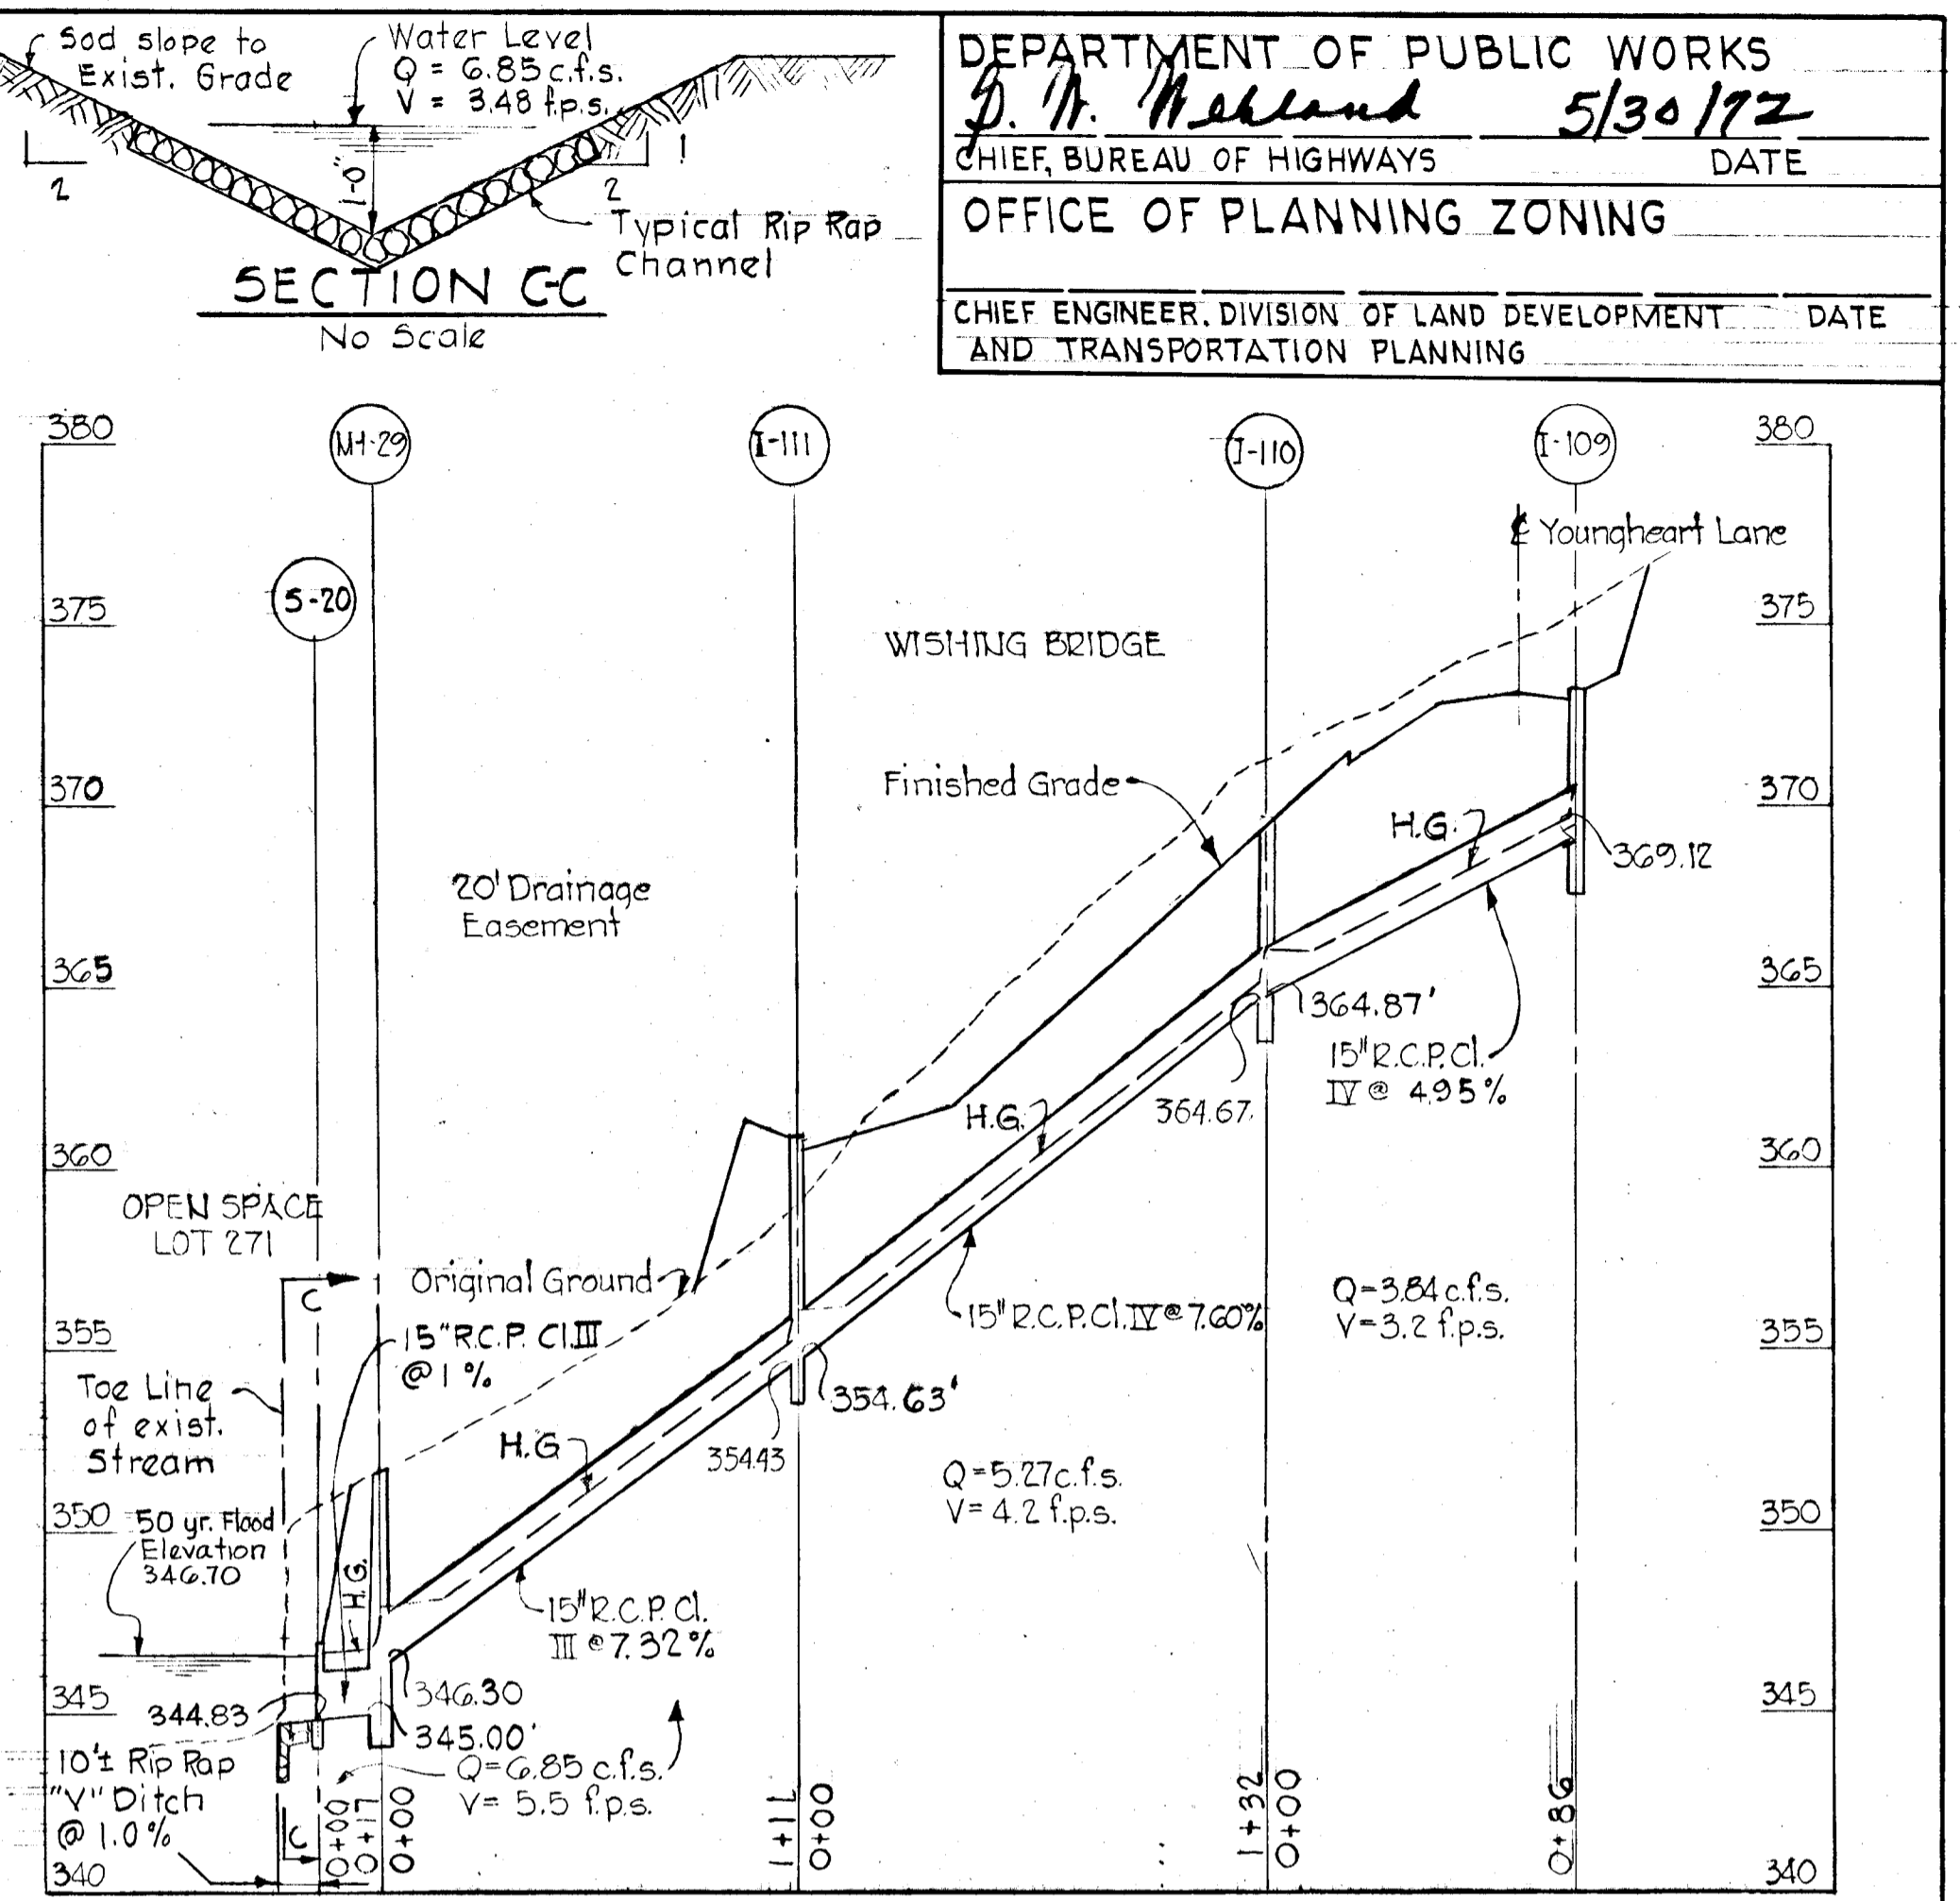 Sod slope to
Exist. Grade
Water Level
Q = 6.85 c.f.s.
V = 3.48 f.p.s.
2
1'-0"
2
1
Typical Rip Rap
Channel
SECTION C-C
No Scale
DEPARTMENT OF PUBLIC WORKS
5/30/72
CHIEF, BUREAU OF HIGHWAYS DATE
OFFICE OF PLANNING ZONING
CHIEF ENGINEER. DIVISION OF LAND DEVELOPMENT DATE
AND TRANSPORTATION PLANNING
380
MH-29
I-111
I-110
I-109
380
℄ Youngheart Lane
S-20
375
375
WISHING BRIDGE
370
Finished Grade
H.G.
370
369.12
20' Drainage
Easement
365
365
364.87'
15" R.C.P. Cl.
IV @ 4.95%
H.G.
364.67
360
360
OPEN SPACE
LOT 271
C
Original Ground
15" R.C.P. Cl. IV @ 7.60%
Q=3.84 c.f.s.
V=3.2 f.p.s.
355
15" R.C.P. Cl. III
@ 1%
355
Toe Line
of exist.
Stream
354.63'
H.G
354.43
Q=5.27 c.f.s.
V=4.2 f.p.s.
350
50 yr. Flood
Elevation
346.70
350
H.G.
15" R.C.P. Cl.
III @ 7.32%
345
344.83
346.30
345.00'
345
10'± Rip Rap
"V" Ditch
@ 1.0%
Q=6.85 c.f.s.
V= 5.5 f.p.s.
C
0+00
0+17
0+00
1+11
0+00
1+32
0+00
0+86
340
340